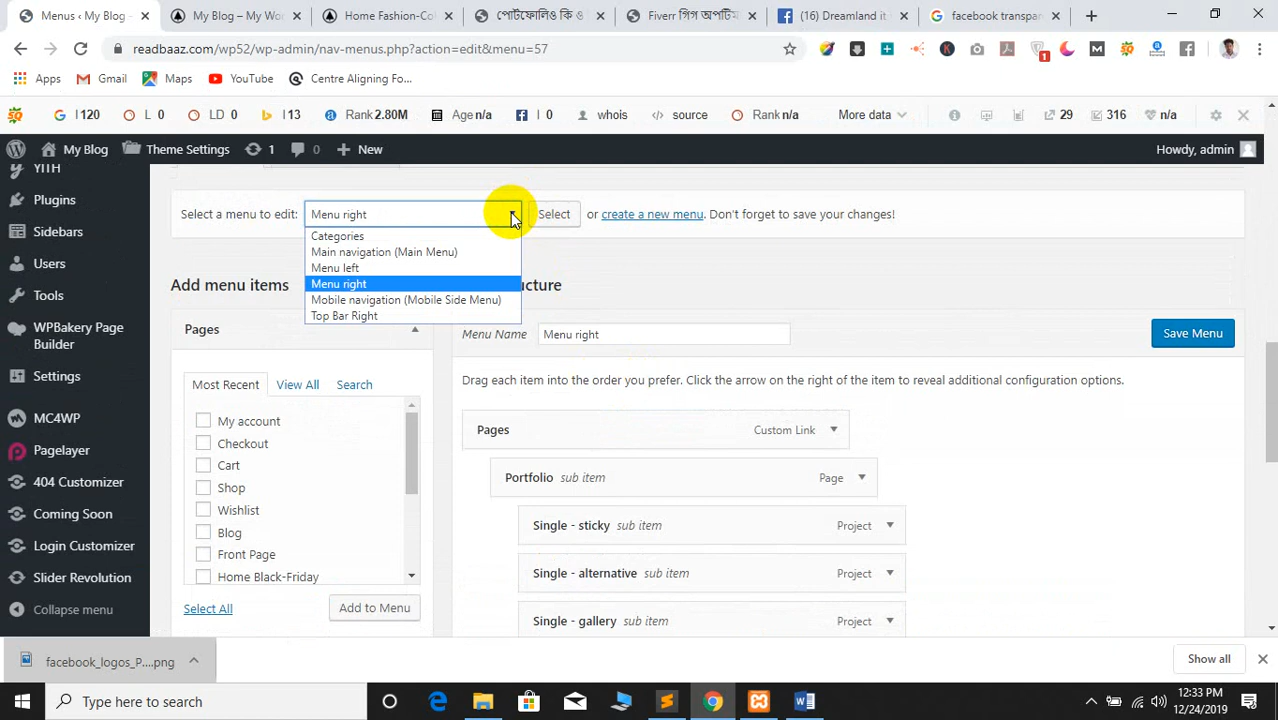 Menus ‹ My Blog -
My Blog – My Wo
Home Fashion-Co
পোর্টফোলিও কি ও
Fiverr গিগ অপটিম
(16) Dreamland it
facebook transpar
readbaaz.com/wp52/wp-admin/nav-menus.php?action=edit&menu=57
1
Apps
Gmail
Maps
YouTube
Centre Aligning Fo...
I 120
L 0
LD 0
I 13
Rank 2.80M
Age n/a
I 0
whois
source
Rank n/a
More data
29
316
n/a
My Blog
Theme Settings
1
0
New
Howdy, admin
YITH
Plugins
Sidebars
Users
Tools
WPBakery Page
Builder
Settings
MC4WP
Pagelayer
404 Customizer
Coming Soon
Login Customizer
Slider Revolution
Collapse menu
Select a menu to edit:
Menu right
Select
or create a new menu. Don't forget to save your changes!
Categories
Main navigation (Main Menu)
Menu left
Menu right
Mobile navigation (Mobile Side Menu)
Top Bar Right
Add menu items
ucture
Pages
Most Recent
View All
Search
My account
Checkout
Cart
Shop
Wishlist
Blog
Front Page
Home Black-Friday
Select All
Add to Menu
Menu Name
Menu right
Save Menu
Drag each item into the order you prefer. Click the arrow on the right of the item to reveal additional configuration options.
Pages
Custom Link
Portfolio sub item
Page
Single - sticky sub item
Project
Single - alternative sub item
Project
Single - gallery sub item
Project
facebook_logos_P....png
Show all
Type here to search
12:33 PM
12/24/2019